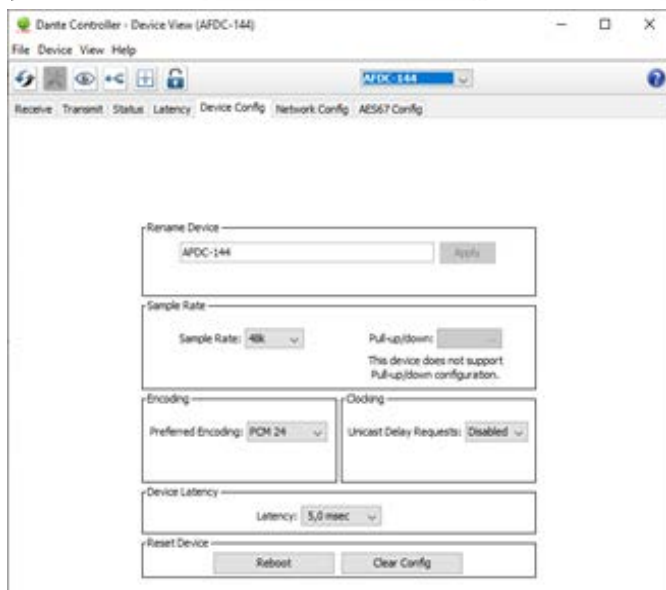 Dante Controller - Device View (AFDC-144)
File Device View Help
AFDC-144
Receive Transmit Status Latency Device Config Network Config AES67 Config
Rename Device
AFDC-144 Apply
Sample Rate
Sample Rate: 48k Pull-up/down:
This device does not support
Pull-up/down configuration.
Encoding Clocking
Preferred Encoding: PCM 24 Unicast Delay Requests: Disabled
Device Latency
Latency: 5,0 msec
Reset Device
Reboot Clear Config